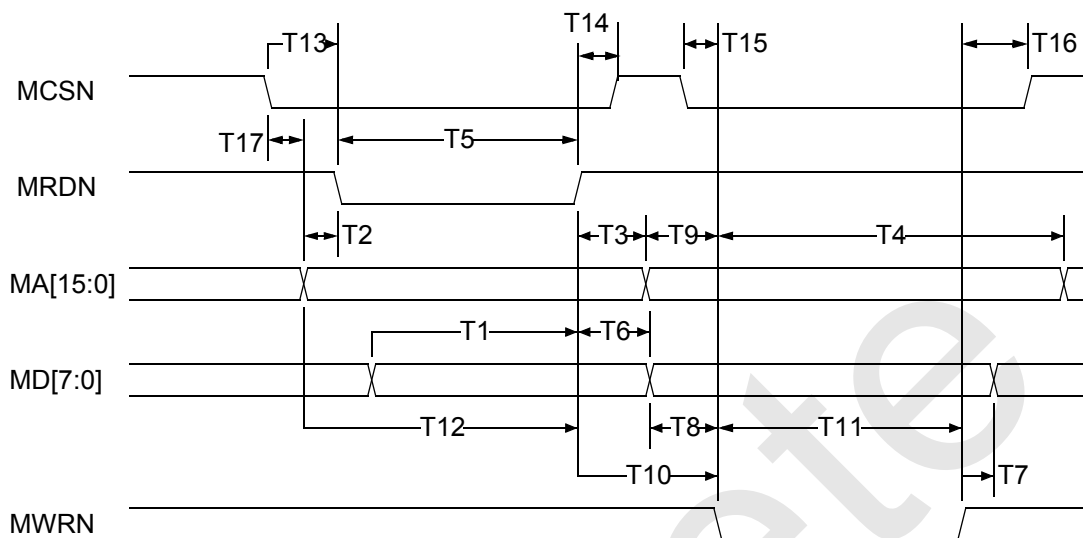 T14
T13
T15
T16
MCSN
T17
T5
MRDN
T2
T3
T9
T4
MA[15:0]
T1
T6
MD[7:0]
T12
T8
T11
T10
T7
MWRN
ete